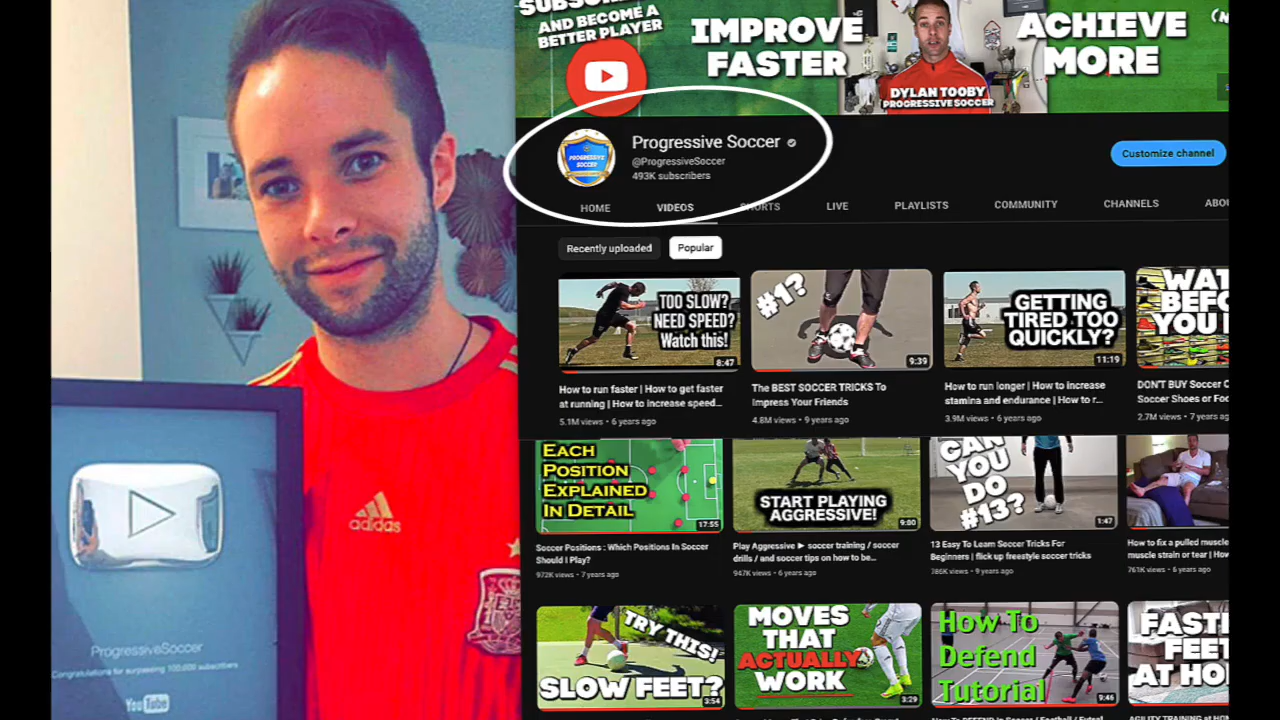 SUBSCRIBE
AND BECOME A
BETTER PLAYER
IMPROVE
FASTER
DYLAN TOOBY
PROGRESSIVE SOCCER
ACHIEVE
MORE
PROGRESSIVE
SOCCER
Progressive Soccer
@ProgressiveSoccer
493K subscribers
Customize channel
HOME VIDEOS SHORTS LIVE PLAYLISTS COMMUNITY CHANNELS ABOU
Recently uploaded Popular
TOO SLOW?
NEED SPEED?
Watch this!
8:47
#1?
9:39
GETTING
TIRED TOO
QUICKLY?
11:19
WAT
BEFO
YOU
How to run faster | How to get faster
at running | How to increase speed...
5.1M views • 6 years ago
The BEST SOCCER TRICKS To
Impress Your Friends
4.8M views • 9 years ago
How to run longer | How to increase
stamina and endurance | How to r...
3.9M views • 6 years ago
DON'T BUY Soccer C
Soccer Shoes or Foo
2.7M views • 7 years ag
EACH
POSITION
EXPLAINED
IN DETAIL
17:55
START PLAYING
AGGRESSIVE!
9:00
CAN
YOU
DO
#13?
1:47
Soccer Positions : Which Positions In Soccer
Should I Play?
972K views • 7 years ago
Play Aggressive ► soccer training / soccer
drills / and soccer tips on how to be...
947K views • 6 years ago
13 Easy To Learn Soccer Tricks For
Beginners | flick up freestyle soccer tricks
786K views • 9 years ago
How to fix a pulled muscle
muscle strain or tear | How
761K views • 6 years ago
TRY THIS!
SLOW FEET?
3:54
MOVES
THAT
ACTUALLY
WORK
3:29
How To
Defend
Tutorial
9:46
FASTE
FEET
AT HOM
adidas
ProgressiveSoccer
Congratulations for surpassing 100,000 subscribers
YouTube